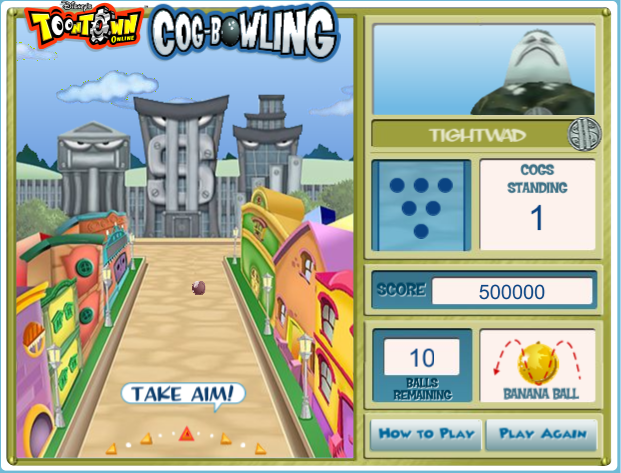 Disney's
TOONTOWN
ONLINE
COG-BOWLING
TIGHTWAD
COGS
STANDING
1
SCORE 500000
10
BALLS
REMAINING
BANANA BALL
TAKE AIM!
HOW TO PLAY
PLAY AGAIN